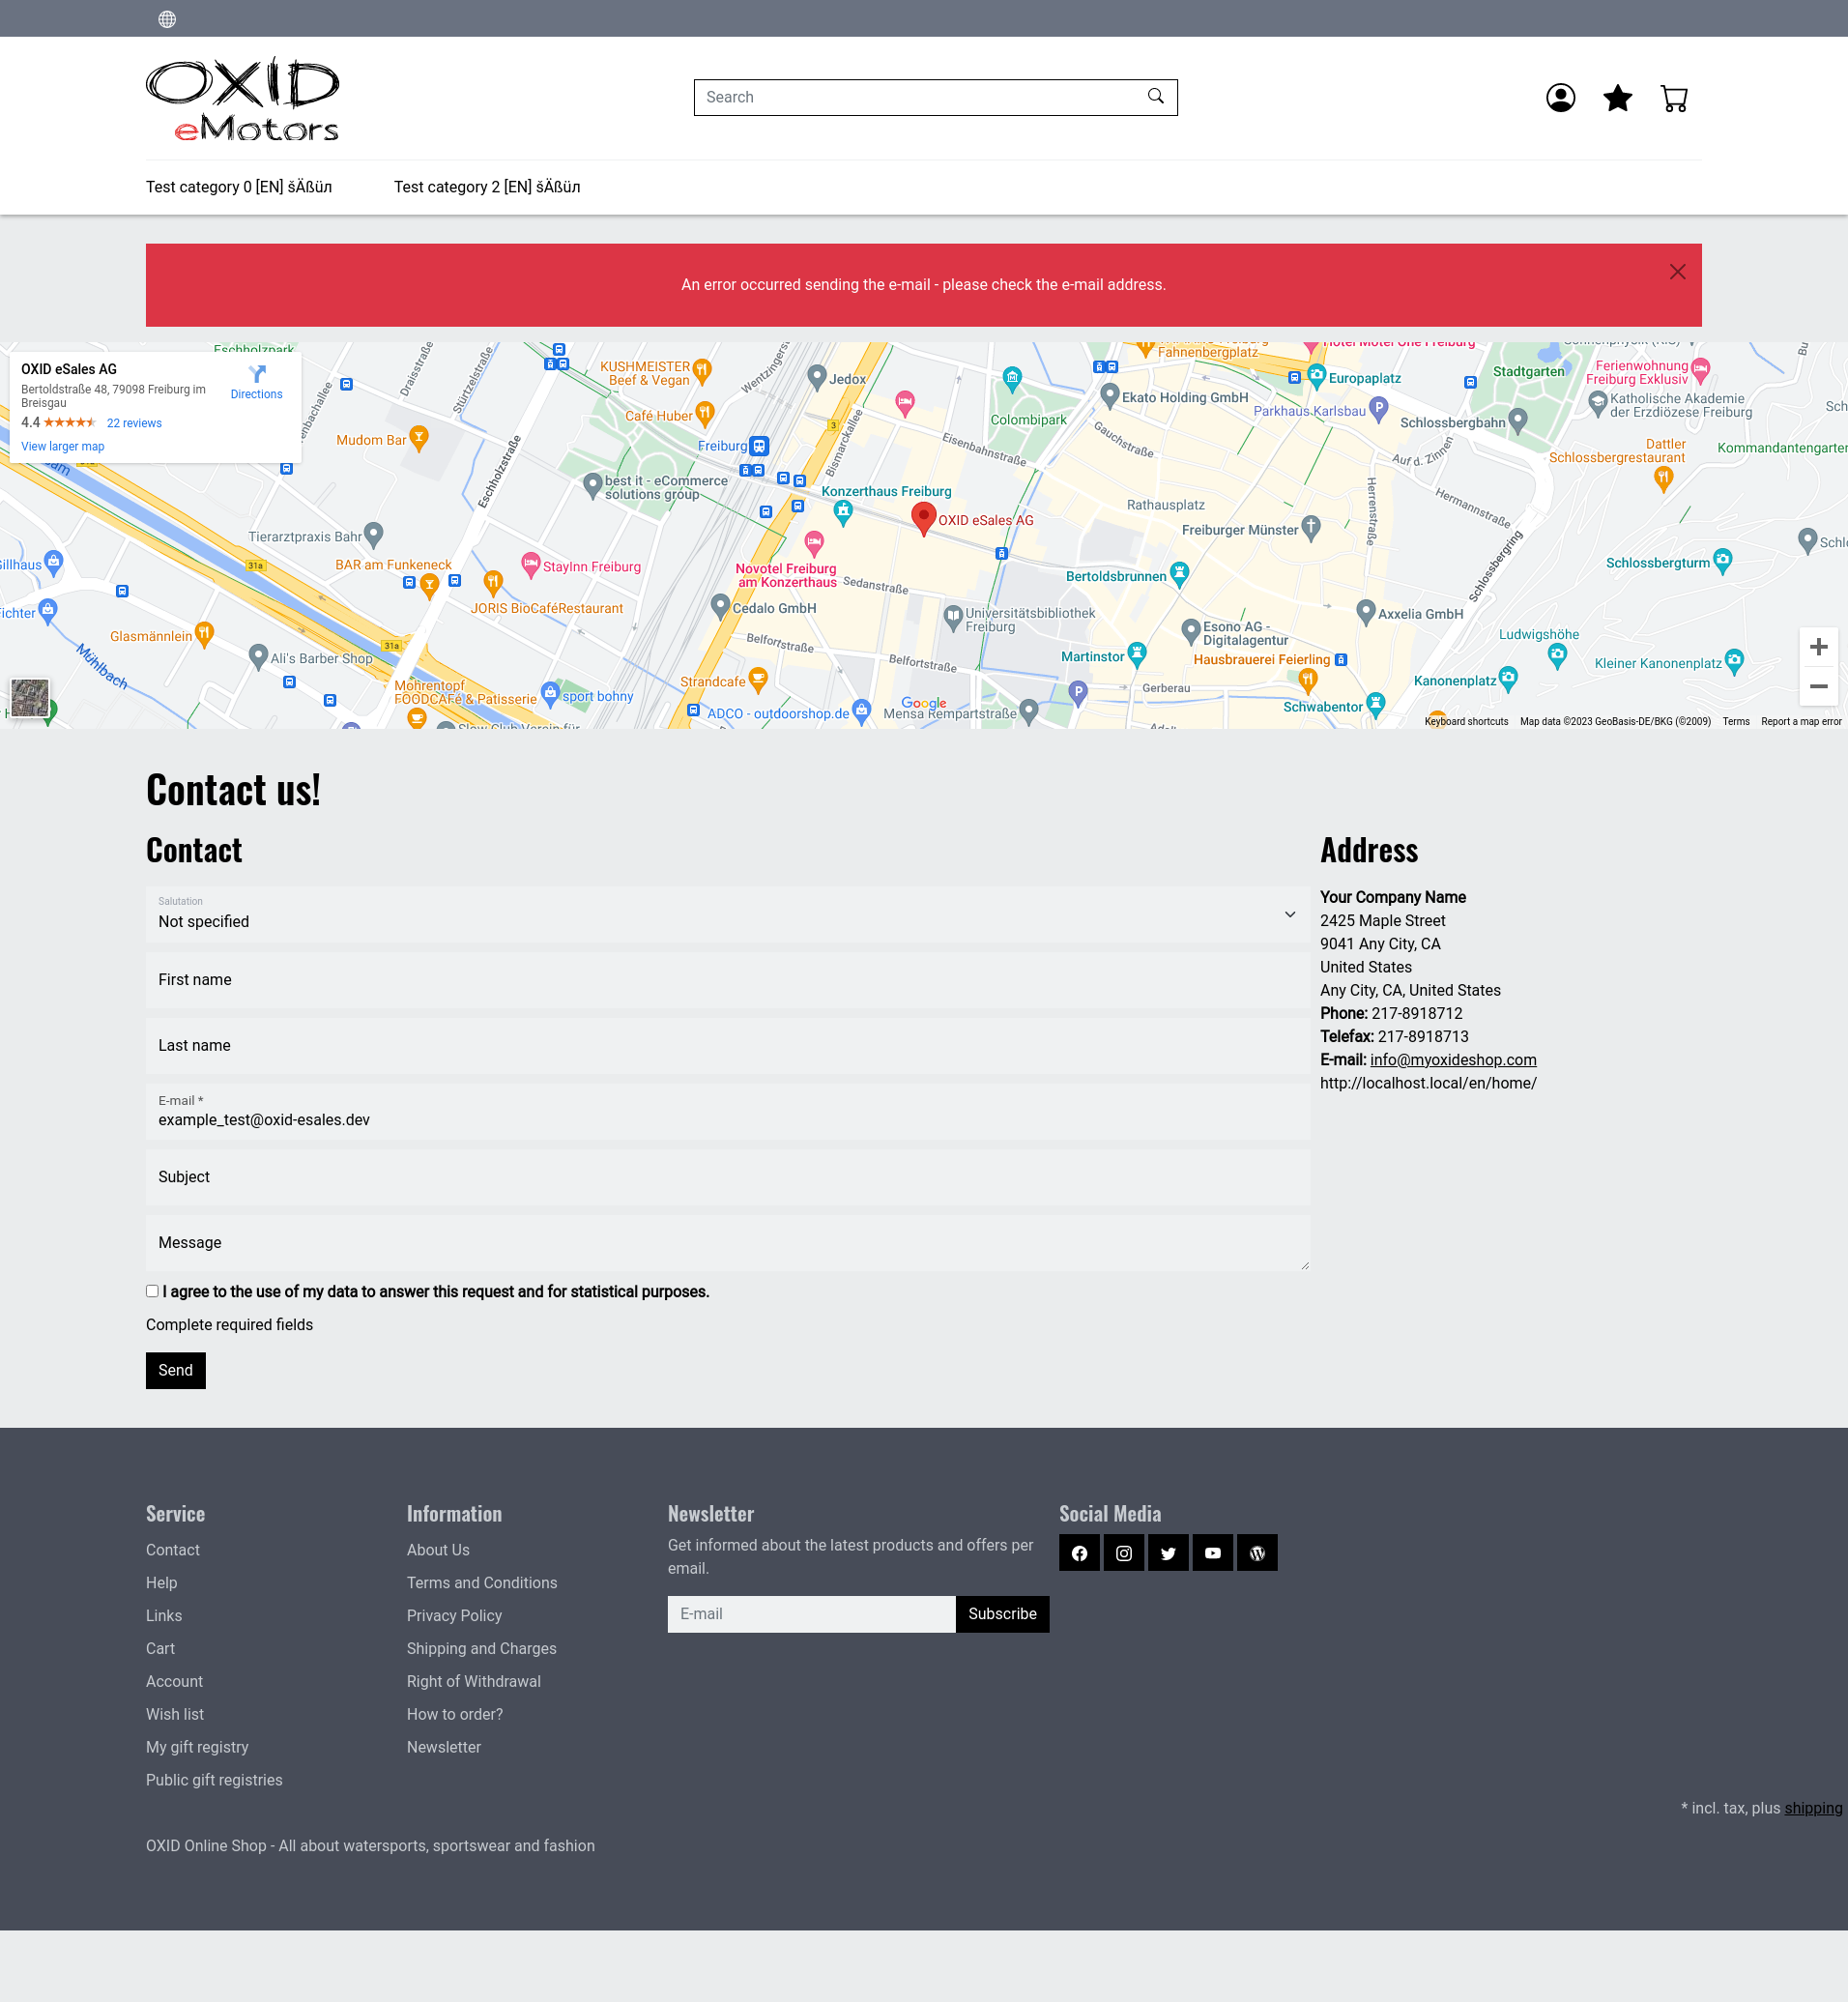 OXID
eMotors
Search
Test category 0 [EN] šÄßüл
Test category 2 [EN] šÄßüл
An error occurred sending the e-mail - please check the e-mail address.
OXID eSales AG
Bertoldstraße 48, 79098 Freiburg im
Breisgau
4.4
22 reviews
View larger map
Directions
Draisstraße
Stürtzelstraße
KUSHMEISTER
Beef & Vegan
Wentzingers
Jedox
Fahnenbergplatz
Hotel Motel One Freiburg
Europaplatz
Stadtgarten
Ferienwohnung
Freiburg Exklusiv
Katholische Akademie
der Erzdiözese Freiburg
Café Huber
Mudom Bar
Freiburg
Bismarckallee
3
Colombipark
Ekato Holding GmbH
Parkhaus Karlsbau
Schlossbergbahn
Dattler
Schlossbergrestaurant
Kommandantengarten
Eschholzstraße
best it - eCommerce
solutions group
Eisenbahnstraße
Gauchstraße
Auf d. Zinnen
Konzerthaus Freiburg
OXID eSales AG
Rathausplatz
Herrenstraße
Hermannstraße
Freiburger Münster
Tierarztpraxis Bahr
31a
BAR am Funkeneck
StayInn Freiburg
Novotel Freiburg
am Konzerthaus
Sedanstraße
Bertoldsbrunnen
Schlossbergring
Schlossbergturm
JORIS BioCaféRestaurant
Cedalo GmbH
Universitätsbibliothek
Freiburg
Axxelia GmbH
Esono AG -
Digitalagentur
Glasmännlein
Ali's Barber Shop
Mühlbach
31a
Belfortstraße
Belfortstraße
Martinstor
Hausbrauerei Feierling
Ludwigshöhe
Kleiner Kanonenplatz
Kanonenplatz
Mohrentopf
FOODCAFé & Patisserie
sport bohny
Strandcafe
ADCO - outdoorshop.de
Google
Mensa Rempartstraße
Gerberau
Schwabentor
Keyboard shortcuts
Map data ©2023 GeoBasis-DE/BKG (©2009)
Terms
Report a map error
Contact us!
Contact
Salutation
Not specified
First name
Last name
E-mail *
example_test@oxid-esales.dev
Subject
Message
I agree to the use of my data to answer this request and for statistical purposes.
Complete required fields
Send
Address
Your Company Name
2425 Maple Street
9041 Any City, CA
United States
Any City, CA, United States
Phone: 217-8918712
Telefax: 217-8918713
E-mail: info@myoxideshop.com
http://localhost.local/en/home/
Service
Contact
Help
Links
Cart
Account
Wish list
My gift registry
Public gift registries
Information
About Us
Terms and Conditions
Privacy Policy
Shipping and Charges
Right of Withdrawal
How to order?
Newsletter
Newsletter
Get informed about the latest products and offers per
email.
E-mail
Subscribe
Social Media
* incl. tax, plus shipping
OXID Online Shop - All about watersports, sportswear and fashion